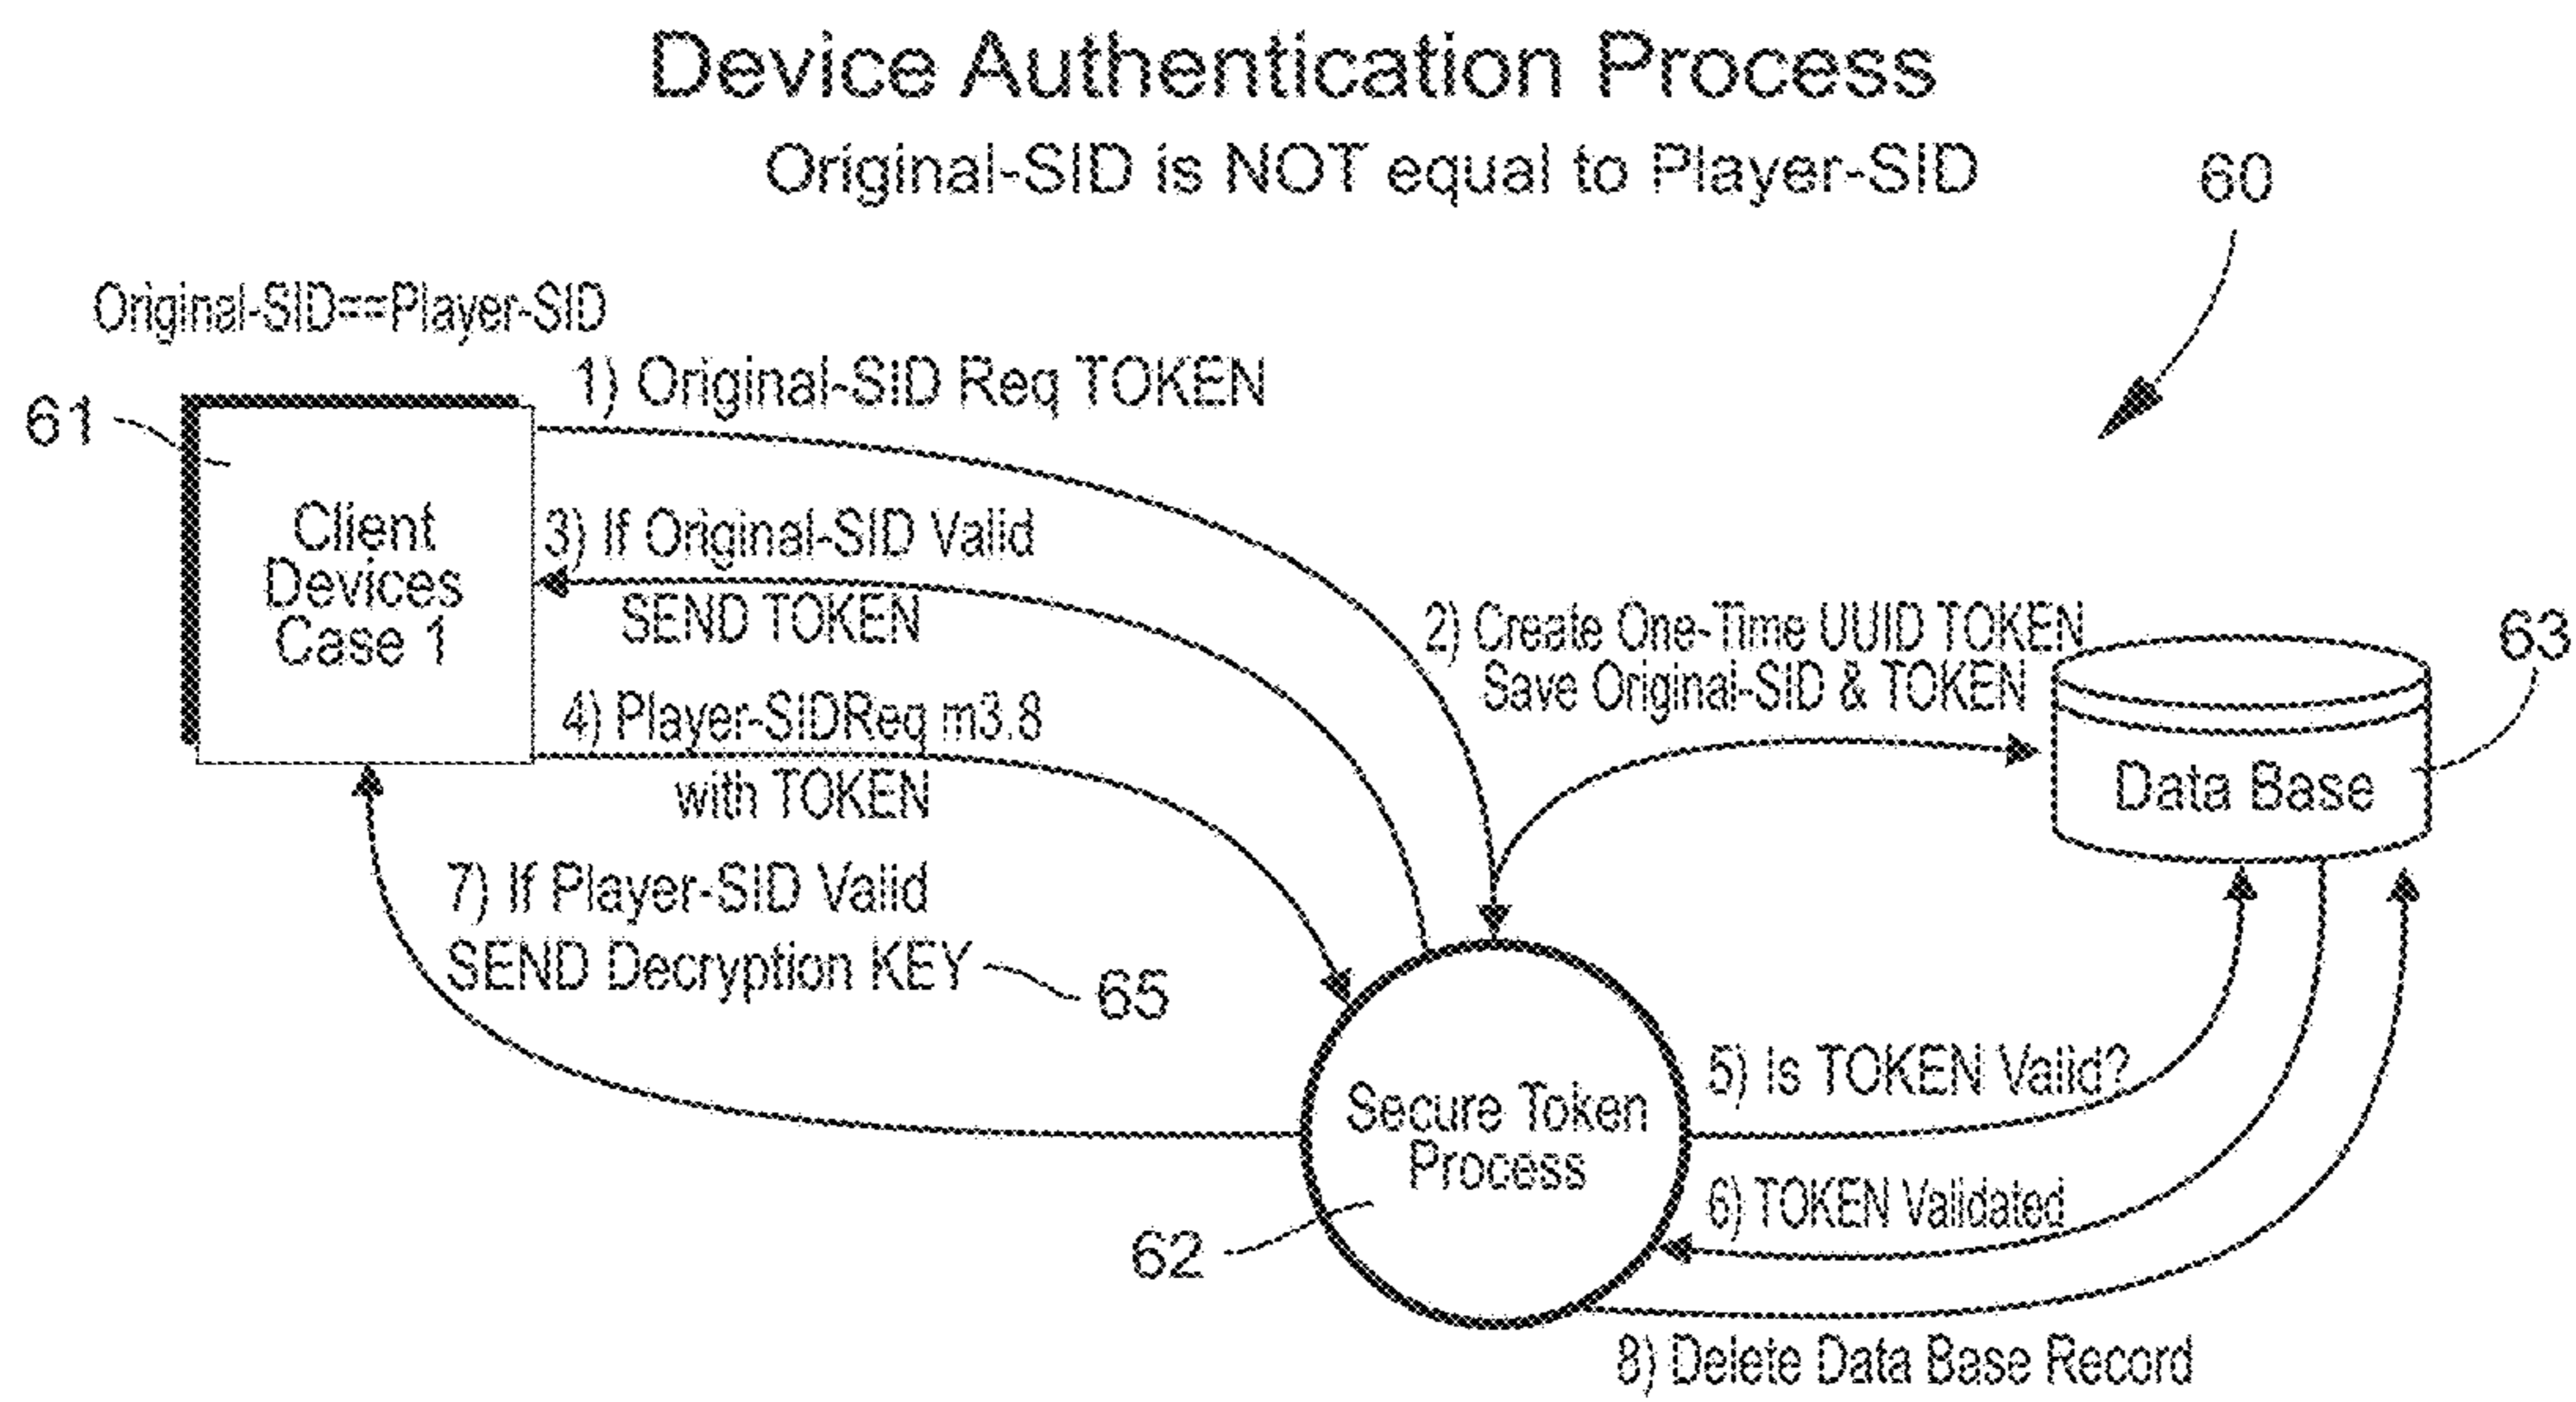 Device Authentication Process
Original-SID is NOT equal to Player-SID
60
Original-SID==Player-SID
61
1) Original-SID Req TOKEN
Client
Devices
Case 1
3) If Original-SID Valid
SEND TOKEN
2) Create One-Time UUID TOKEN
Save Original-SID & TOKEN
63
4) Player-SIDReq m3.8
with TOKEN
Data Base
7) If Player-SID Valid
SEND Decryption KEY
65
5) Is TOKEN Valid?
Secure Token
Process
6) TOKEN Validated
62
8) Delete Data Base Record